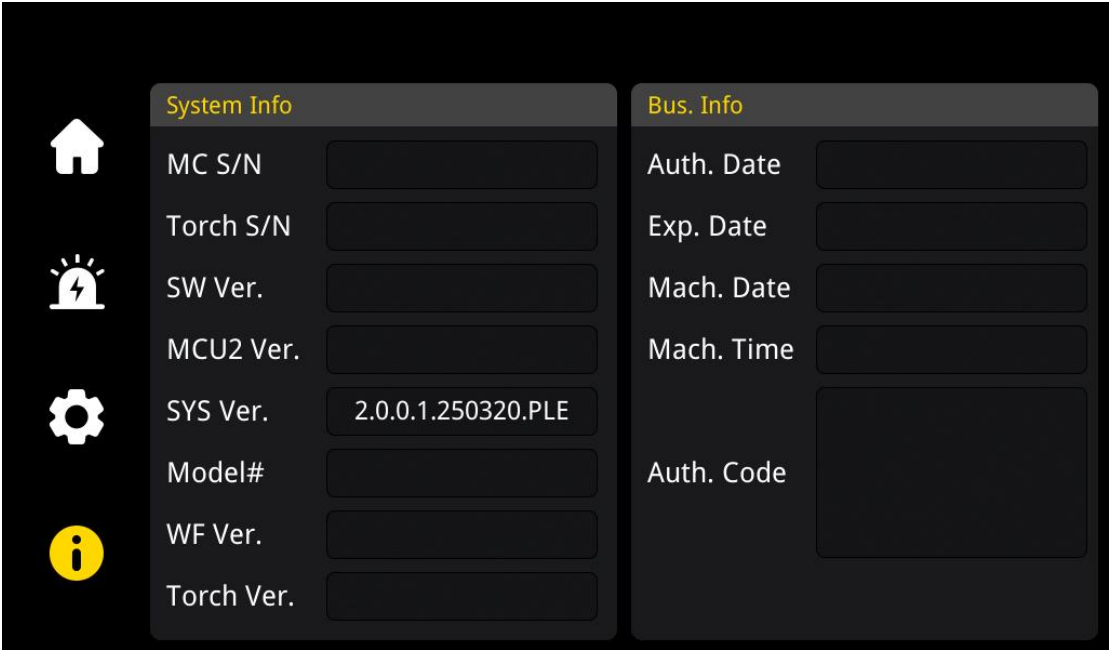 System Info
MC S/N
Torch S/N
SW Ver.
MCU2 Ver.
SYS Ver. 2.0.0.1.250320.PLE
Model#
WF Ver.
Torch Ver.
Bus. Info
Auth. Date
Exp. Date
Mach. Date
Mach. Time
Auth. Code